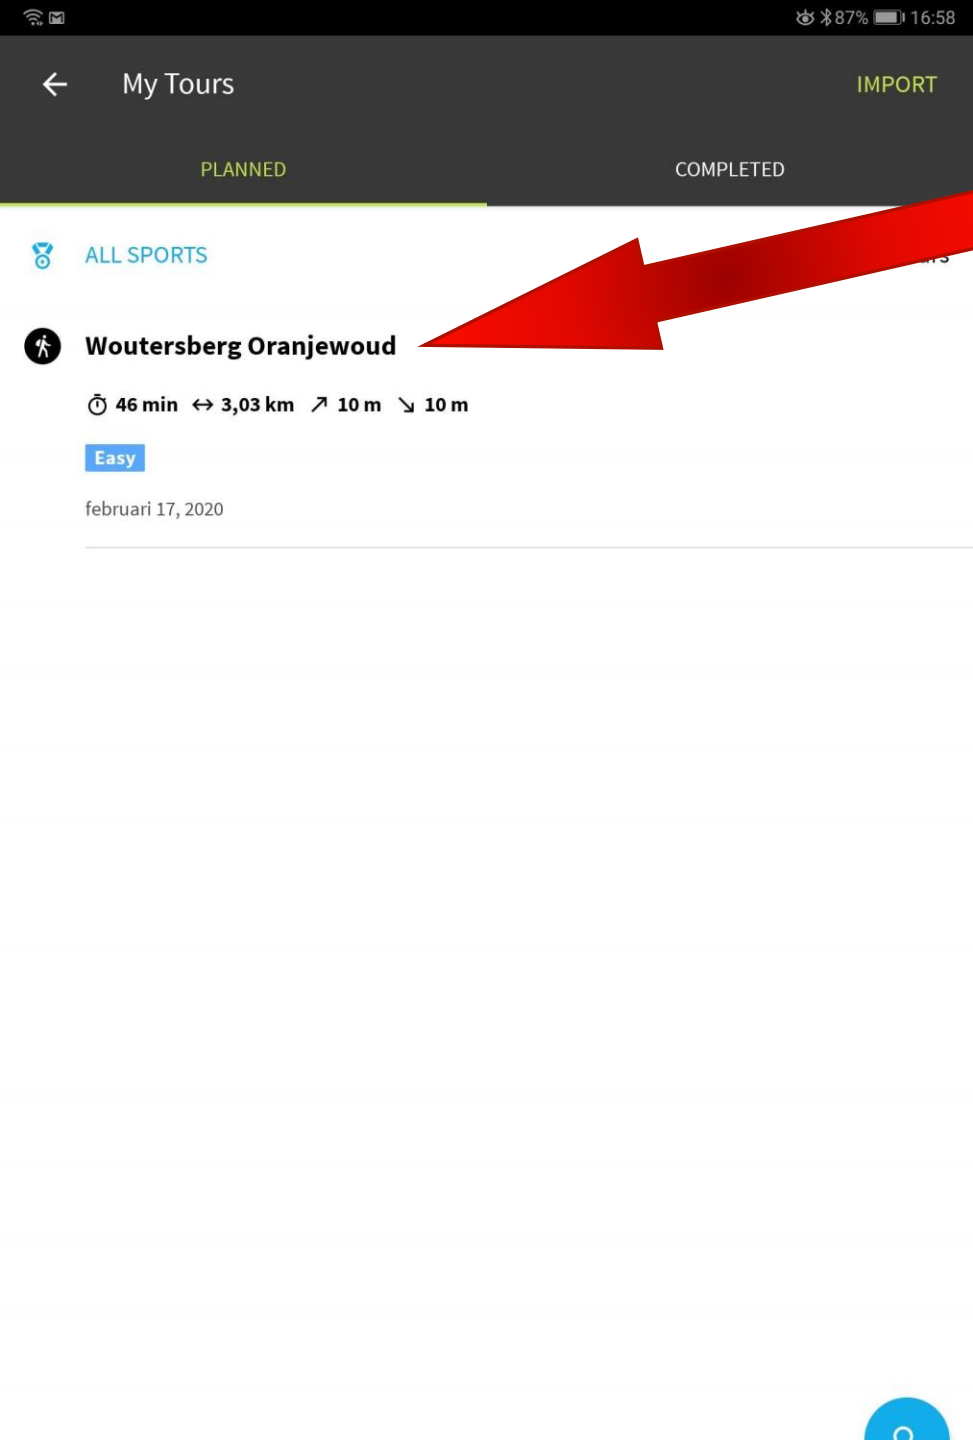 87% 16:58
My Tours IMPORT
PLANNED COMPLETED
ALL SPORTS
Woutersberg Oranjewoud
46 min 3,03 km 10 m 10 m
Easy
februari 17, 2020